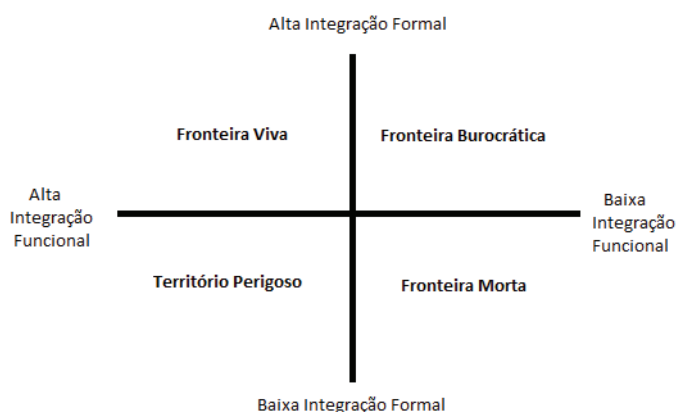 Alta Integração Formal
Fronteira Viva
Fronteira Burocrática
Alta
Integração
Funcional
Baixa
Integração
Funcional
Território Perigoso
Fronteira Morta
Baixa Integração Formal